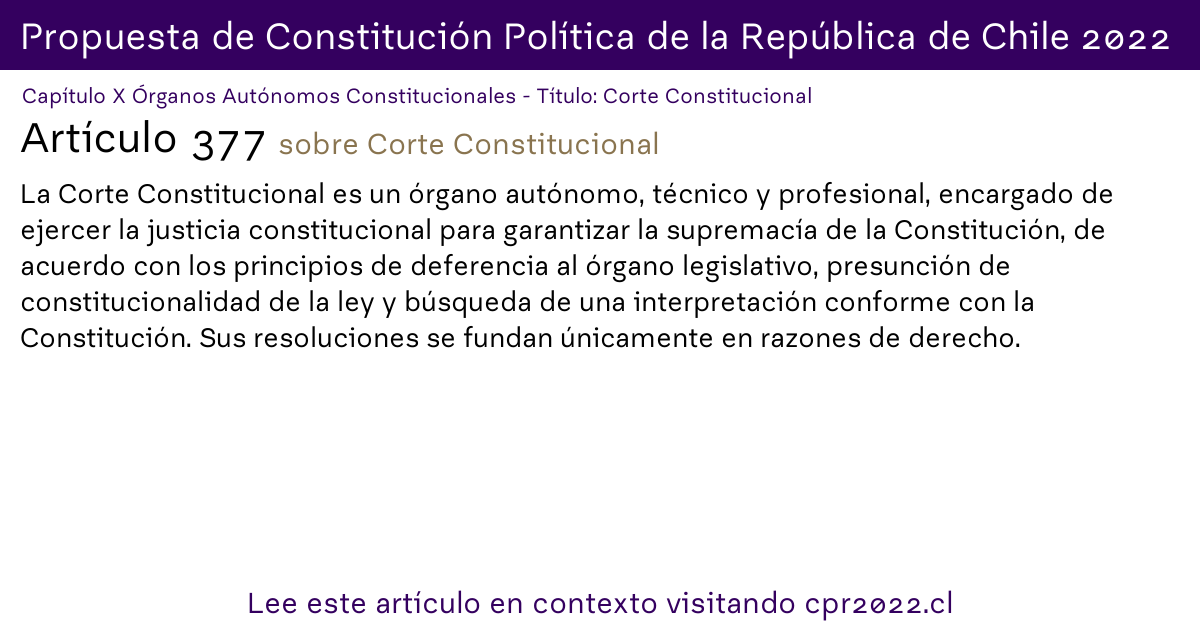 Propuesta de Constitución Política de la República de Chile 2022
Capítulo X Órganos Autónomos Constitucionales - Título: Corte Constitucional
Artículo 377 sobre Corte Constitucional
La Corte Constitucional es un órgano autónomo, técnico y profesional, encargado de
ejercer la justicia constitucional para garantizar la supremacía de la Constitución, de
acuerdo con los principios de deferencia al órgano legislativo, presunción de
constitucionalidad de la ley y búsqueda de una interpretación conforme con la
Constitución. Sus resoluciones se fundan únicamente en razones de derecho.
Lee este artículo en contexto visitando cpr2022.cl